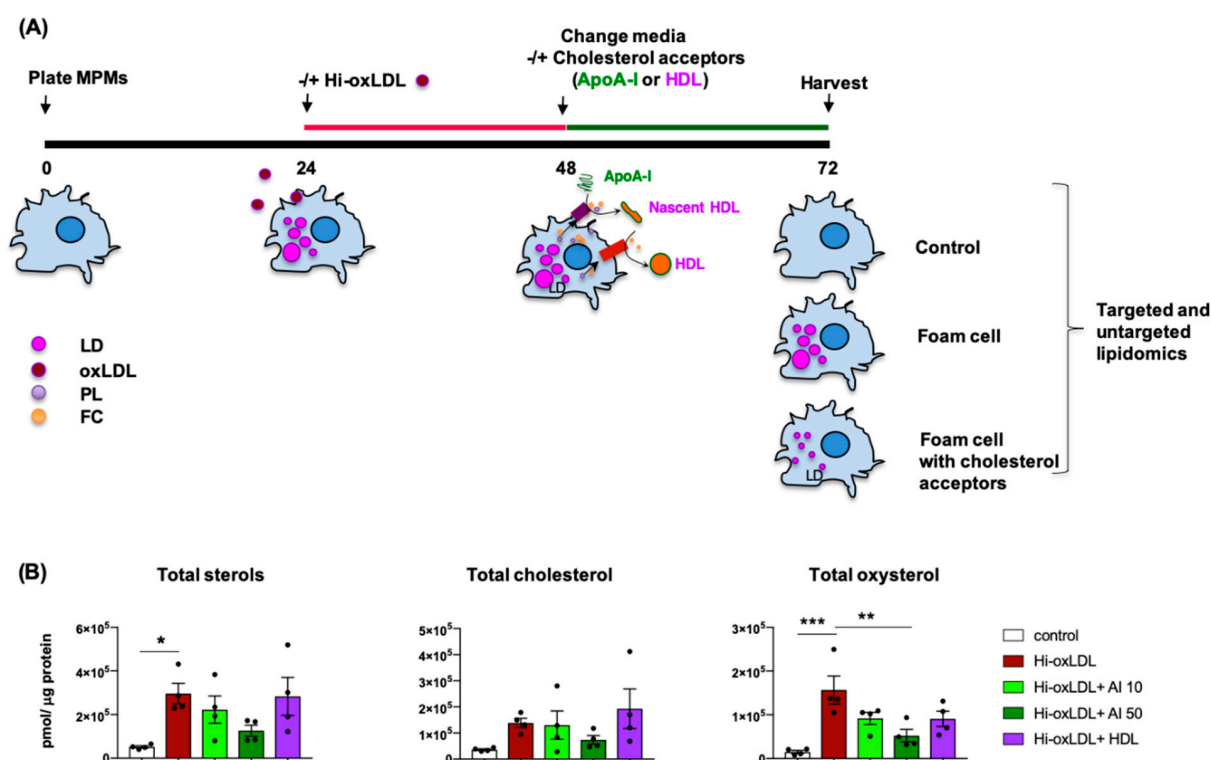 (A)
Plate MPMs
-/+ Hi-oxLDL
Change media
-/+ Cholesterol acceptors
(ApoA-I or HDL)
Harvest
0
24
48
72
ApoA-I
Nascent HDL
HDL
LD
Control
Foam cell
Foam cell
with cholesterol
acceptors
LD
Targeted and
untargeted
lipidomics
LD
oxLDL
PL
FC
(B)
Total sterols
Total cholesterol
Total oxysterol
pmol/ µg protein
6×10⁵
4×10⁵
2×10⁵
0
*
5×10⁵
4×10⁵
3×10⁵
2×10⁵
1×10⁵
0
3×10⁵
2×10⁵
1×10⁵
0
***
**
control
Hi-oxLDL
Hi-oxLDL+ AI 10
Hi-oxLDL+ AI 50
Hi-oxLDL+ HDL